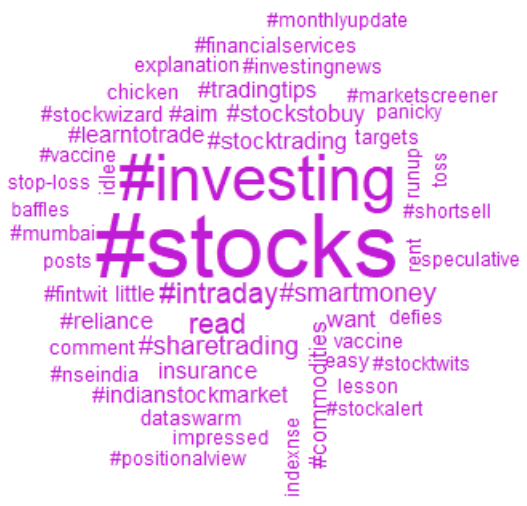 #monthlyupdate
#financialservices
explanation #investingnews
chicken #tradingtips #marketscreener
#stockwizard #aim #stockstobuy panicky
#learntotrade #stocktrading targets
#vaccine idle #investing runup toss
stop-loss
baffles #shortsell
#mumbai #stocks rent
posts speculative
#fintwit little #intraday #smartmoney
#reliance read want defies
comment #sharetrading #commodities vaccine
#nseindia insurance easy #stocktwits
#indianstockmarket lesson
dataswarm #stockalert
impressed indexnse
#positionalview